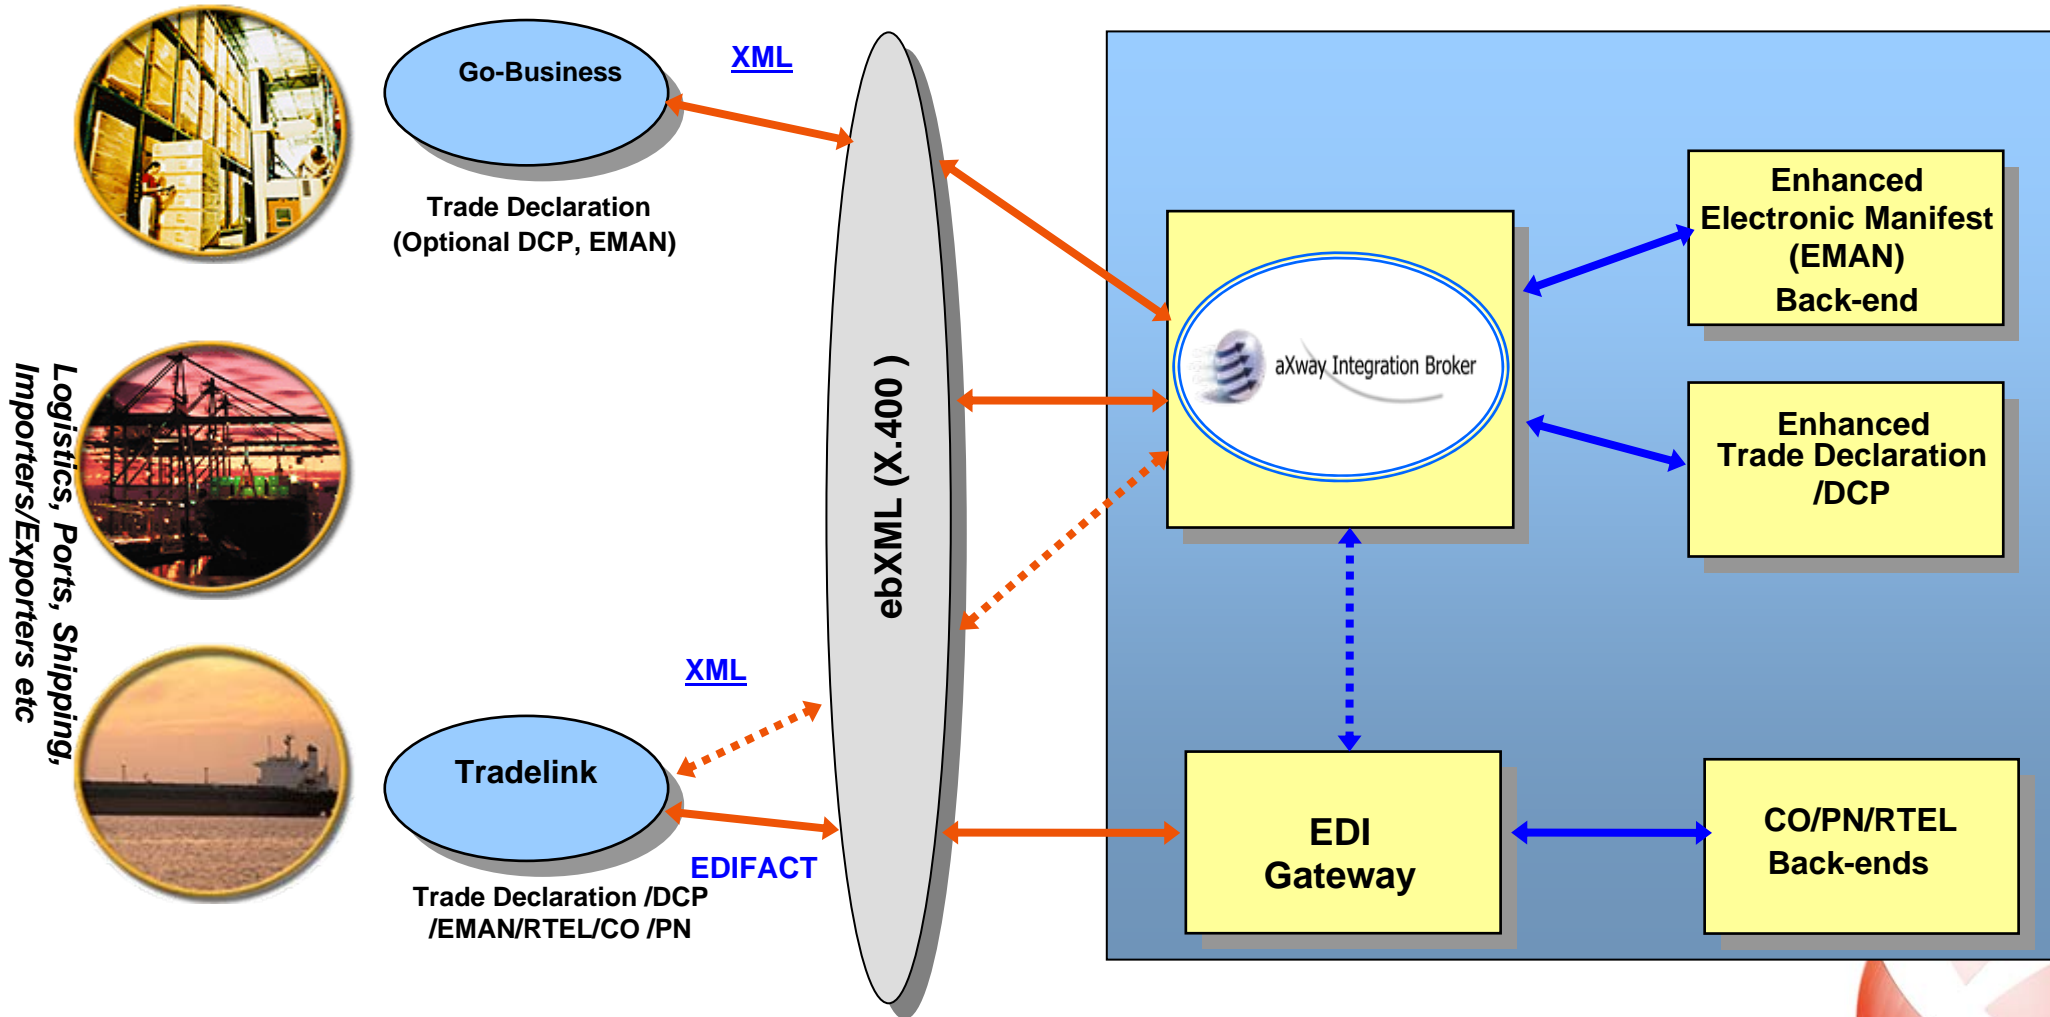 Go-Business
XML
Trade Declaration
(Optional DCP, EMAN)
Logistics, Ports, Shipping,
Importers/Exporters etc
ebXML (X.400 )
aXway Integration Broker
Enhanced
Electronic Manifest
(EMAN)
Back-end
Enhanced
Trade Declaration
/DCP
XML
Tradelink
EDIFACT
Trade Declaration /DCP
/EMAN/RTEL/CO /PN
EDI
Gateway
CO/PN/RTEL
Back-ends